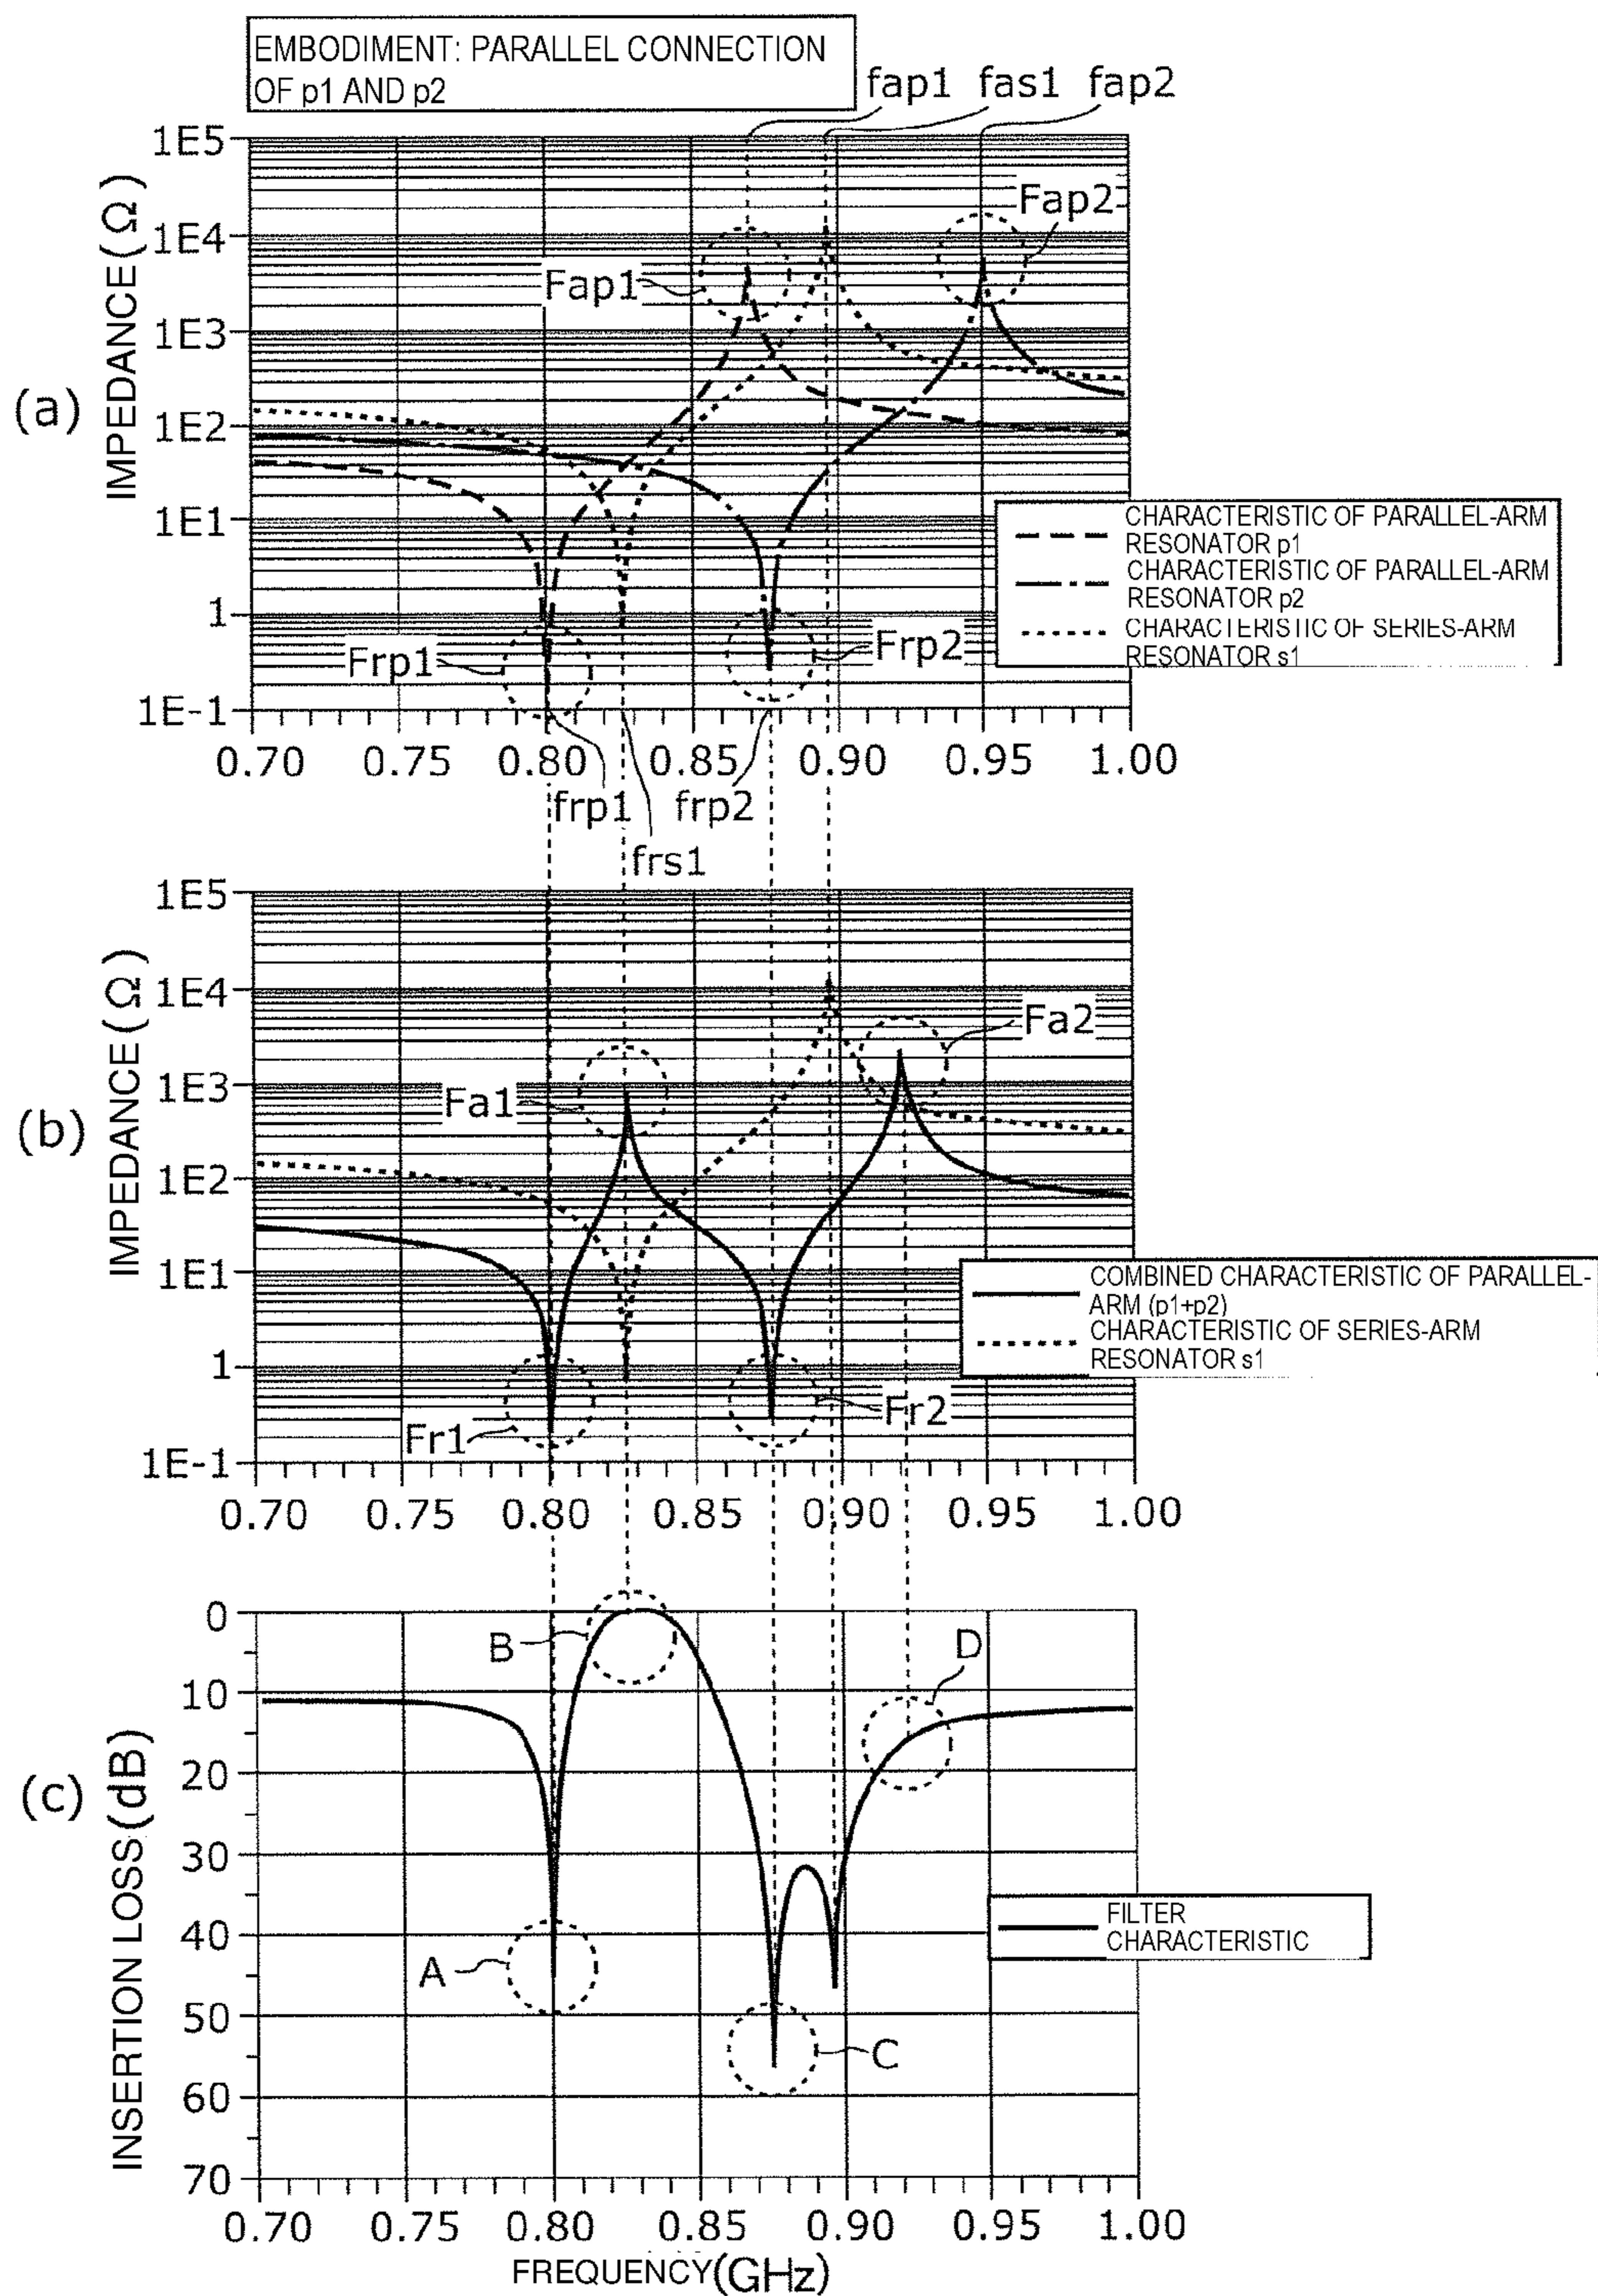 EMBODIMENT: PARALLEL CONNECTION
OF p1 AND p2
fap1 fas1 fap2
(a)
IMPEDANCE(Ω)
1E5
1E4
1E3
1E2
1E1
1
1E-1
Fap1
Fap2
Frp1
Frp2
CHARACTERISTIC OF PARALLEL-ARM
RESONATOR p1
CHARACTERISTIC OF PARALLEL-ARM
RESONATOR p2
CHARACTERISTIC OF SERIES-ARM
RESONATOR s1
0.70 0.75 0.80 0.85 0.90 0.95 1.00
frp1 frp2
frs1
(b)
IMPEDANCE(Ω)
1E5
1E4
1E3
1E2
1E1
1
1E-1
Fa1
Fa2
Fr1
Fr2
COMBINED CHARACTERISTIC OF PARALLEL-
ARM (p1+p2)
CHARACTERISTIC OF SERIES-ARM
RESONATOR s1
0.70 0.75 0.80 0.85 0.90 0.95 1.00
(c)
INSERTION LOSS(dB)
0
10
20
30
40
50
60
70
B
D
A
C
FILTER
CHARACTERISTIC
0.70 0.75 0.80 0.85 0.90 0.95 1.00
FREQUENCY(GHz)